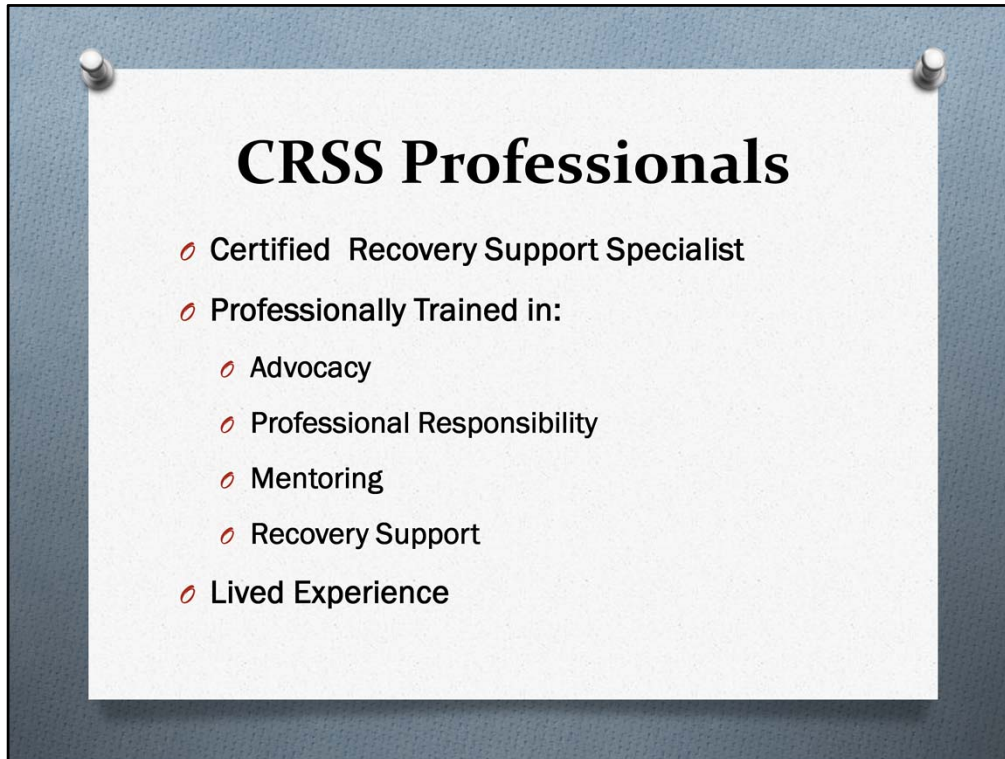 CRSS Professionals
Certified  Recovery Support Specialist
Professionally Trained in:
Advocacy
Professional Responsibility
Mentoring
Recovery Support
Lived Experience